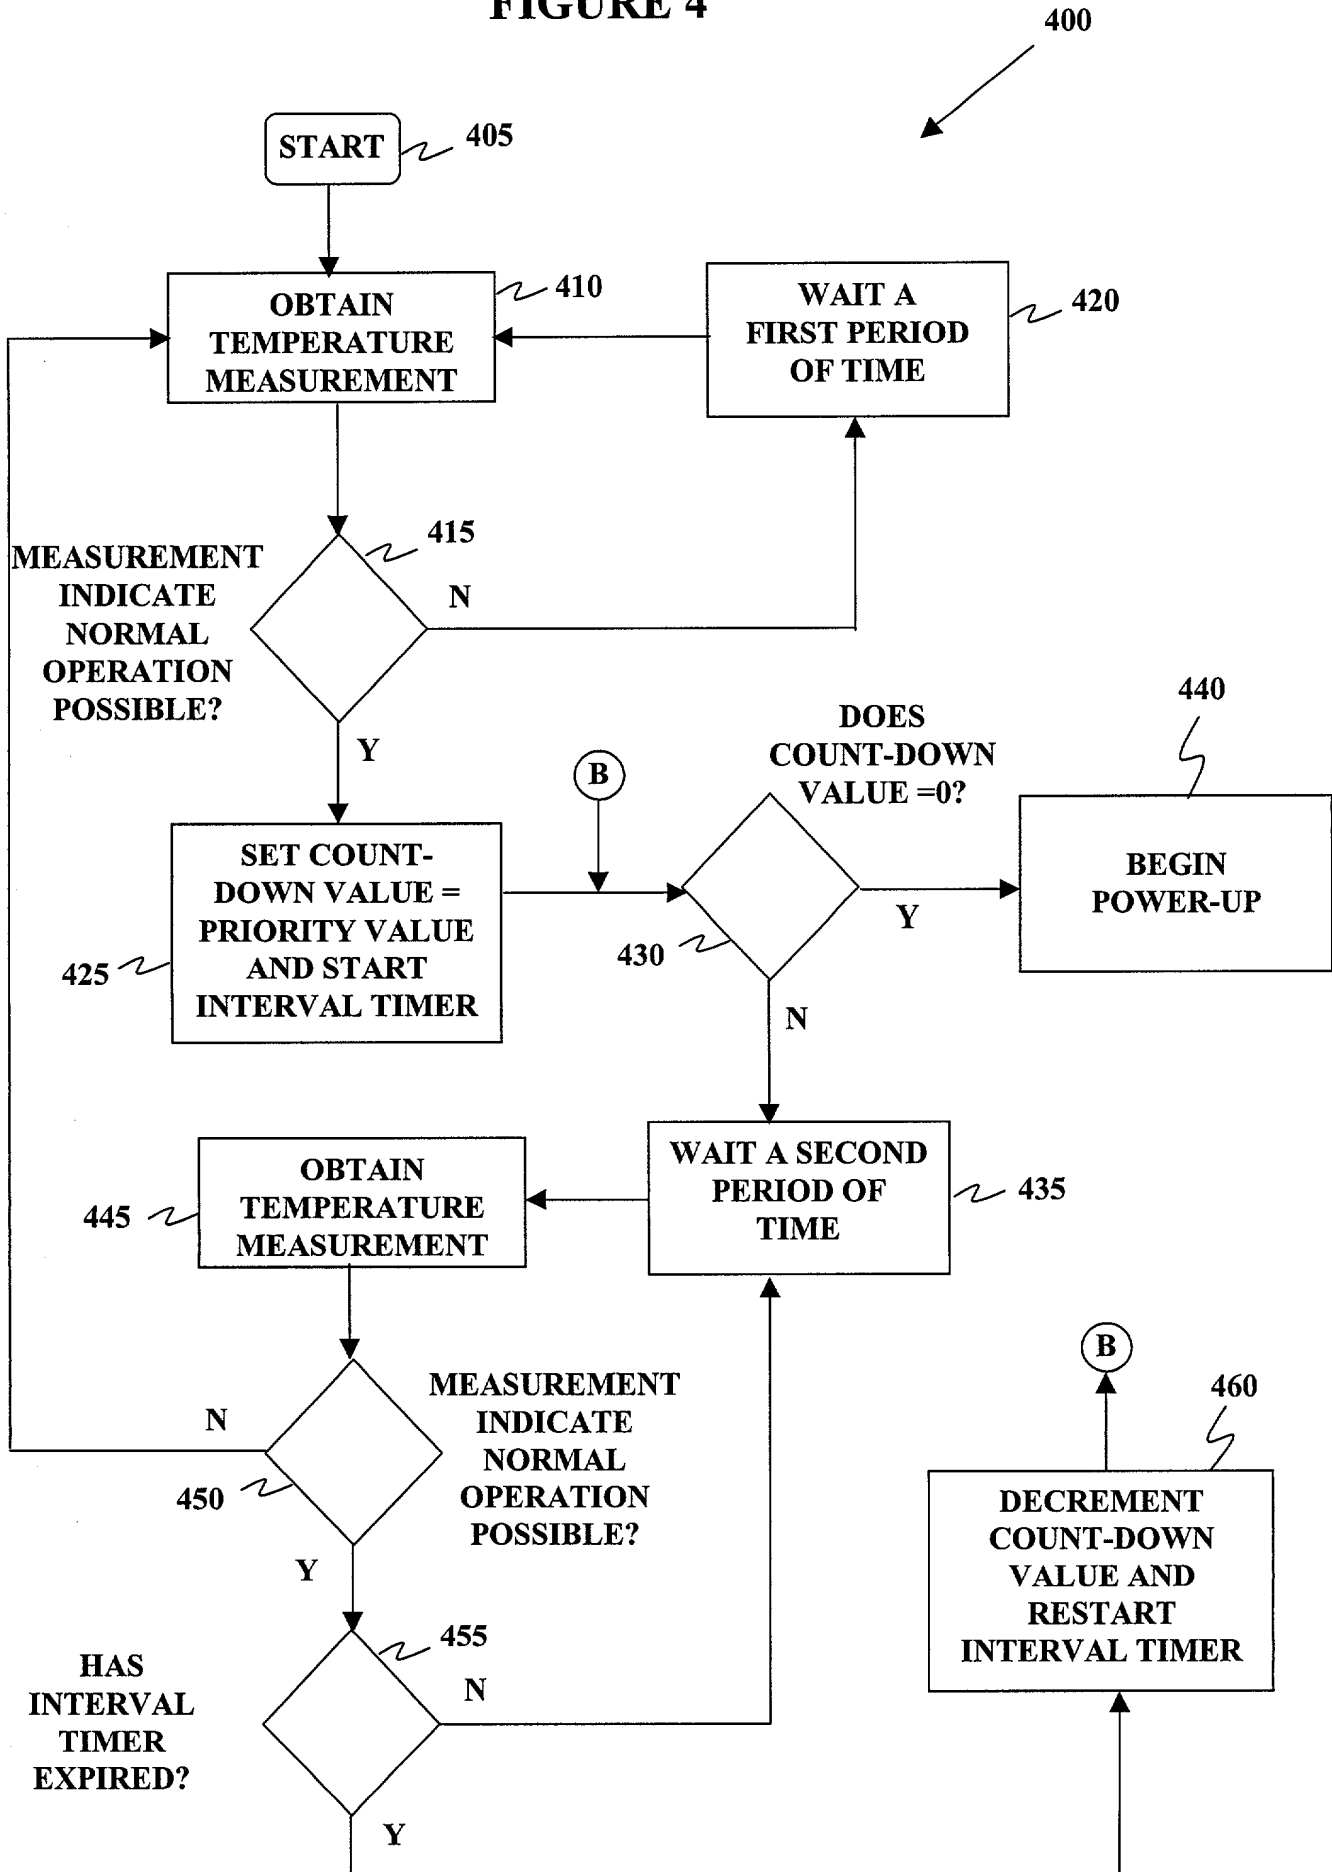 FIGURE 4
400
START
405
OBTAIN
TEMPERATURE
MEASUREMENT
410
WAIT A
FIRST PERIOD
OF TIME
420
415
MEASUREMENT
INDICATE
NORMAL
OPERATION
POSSIBLE?
N
Y
B
DOES
COUNT-DOWN
VALUE =0?
440
SET COUNT-
DOWN VALUE =
PRIORITY VALUE
AND START
INTERVAL TIMER
425
430
Y
N
BEGIN
POWER-UP
OBTAIN
TEMPERATURE
MEASUREMENT
445
WAIT A SECOND
PERIOD OF
TIME
435
N
450
MEASUREMENT
INDICATE
NORMAL
OPERATION
POSSIBLE?
Y
B
460
DECREMENT
COUNT-DOWN
VALUE AND
RESTART
INTERVAL TIMER
455
HAS
INTERVAL
TIMER
EXPIRED?
N
Y